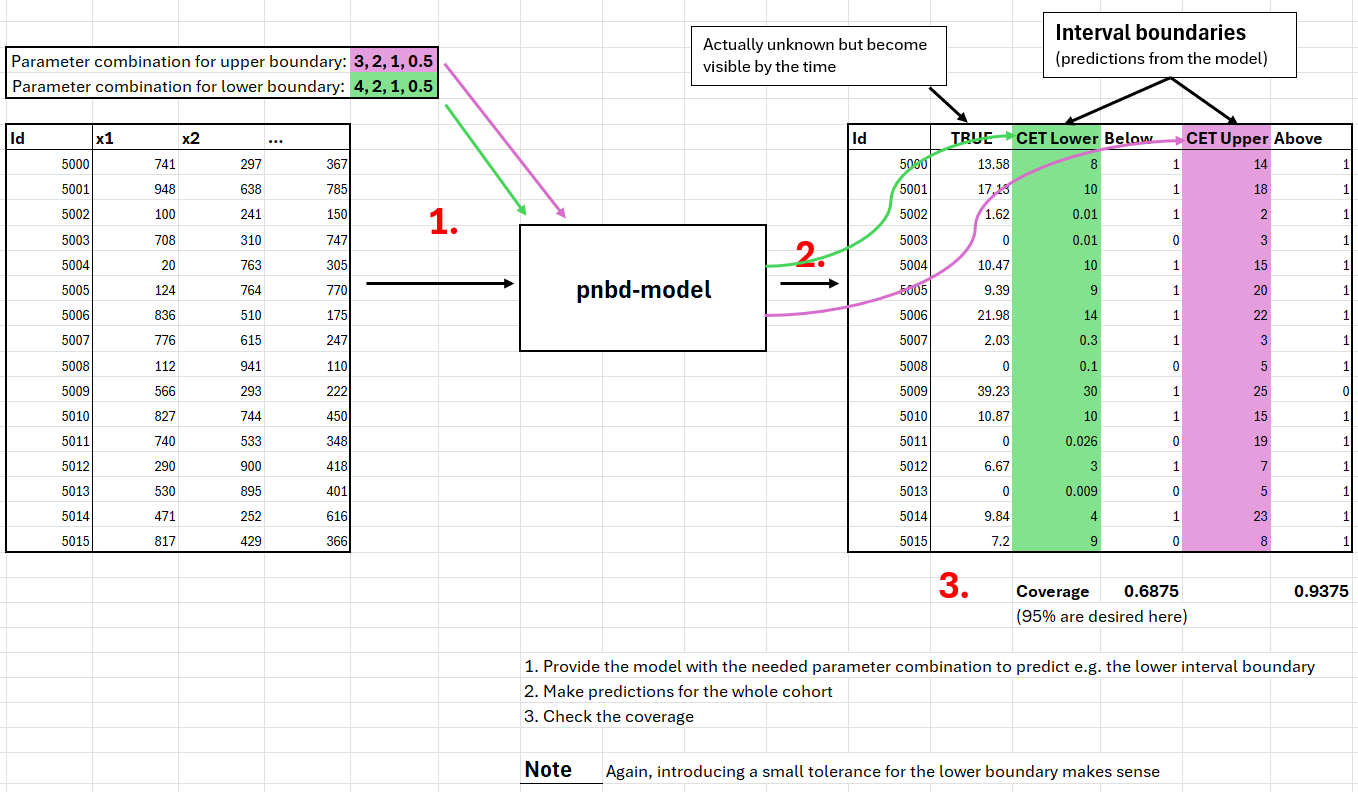 Actually unknown but become
visible by the time
Interval boundaries
(predictions from the model)
Parameter combination for upper boundary: 3, 2, 1, 0.5
Parameter combination for lower boundary: 4, 2, 1, 0.5
Id x1 x2 ...
5000 741 297 367
5001 948 638 785
5002 100 241 150
5003 708 310 747
5004 20 763 305
5005 124 764 770
5006 836 510 175
5007 776 615 247
5008 112 941 110
5009 566 293 222
5010 827 744 450
5011 740 533 348
5012 290 900 418
5013 530 895 401
5014 471 252 616
5015 817 429 366
1.
pnbd-model
2.
Id TRUE CET Lower Below CET Upper Above
5000 13.58 8 1 14 1
5001 17.13 10 1 18 1
5002 1.62 0.01 1 2 1
5003 0 0.01 0 3 1
5004 10.47 10 1 15 1
5005 9.39 9 1 20 1
5006 21.98 14 1 22 1
5007 2.03 0.3 1 3 1
5008 0 0.1 0 5 1
5009 39.23 30 1 25 0
5010 10.87 10 1 15 1
5011 0 0.026 0 19 1
5012 6.67 3 1 7 1
5013 0 0.009 0 5 1
5014 9.84 4 1 23 1
5015 7.2 9 0 8 1
3.
Coverage 0.6875 0.9375
(95% are desired here)
1. Provide the model with the needed parameter combination to predict e.g. the lower interval boundary
2. Make predictions for the whole cohort
3. Check the coverage
Note Again, introducing a small tolerance for the lower boundary makes sense